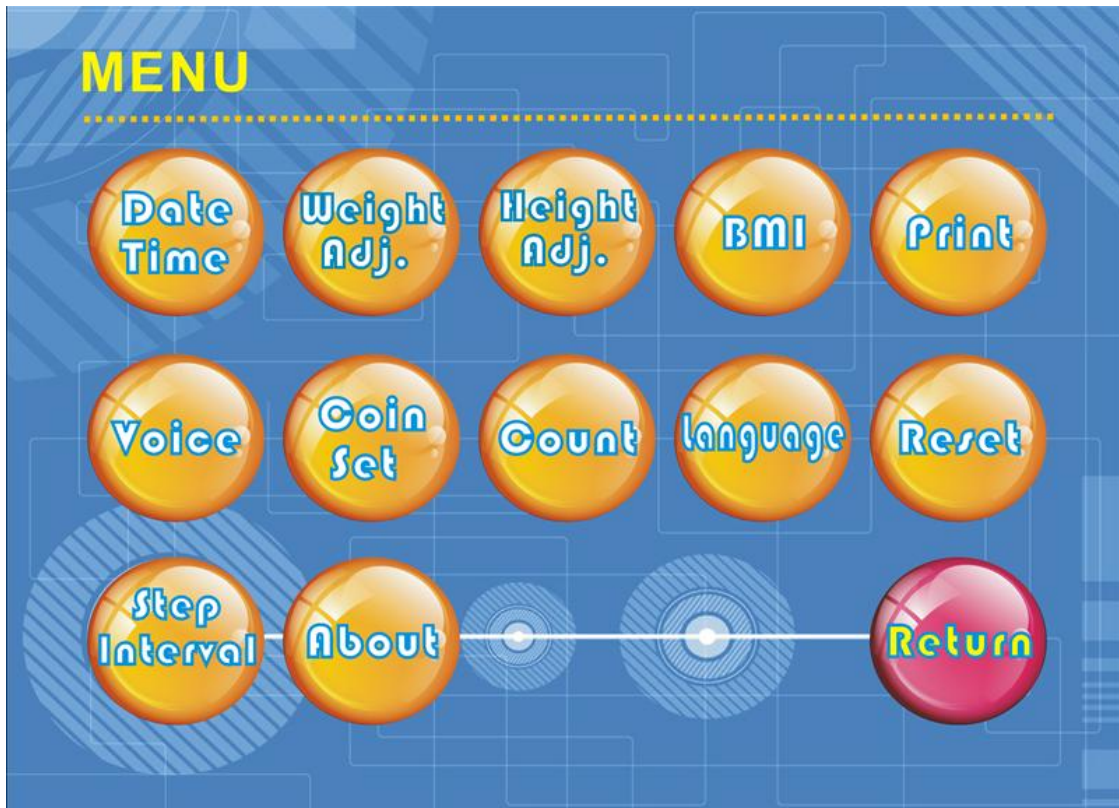 MENU
Date
Time
Weight
Adj.
Height
Adj.
BMI
Print
Voice
Coin
Set
Count
Language
Reset
Step
Interval
About
Return